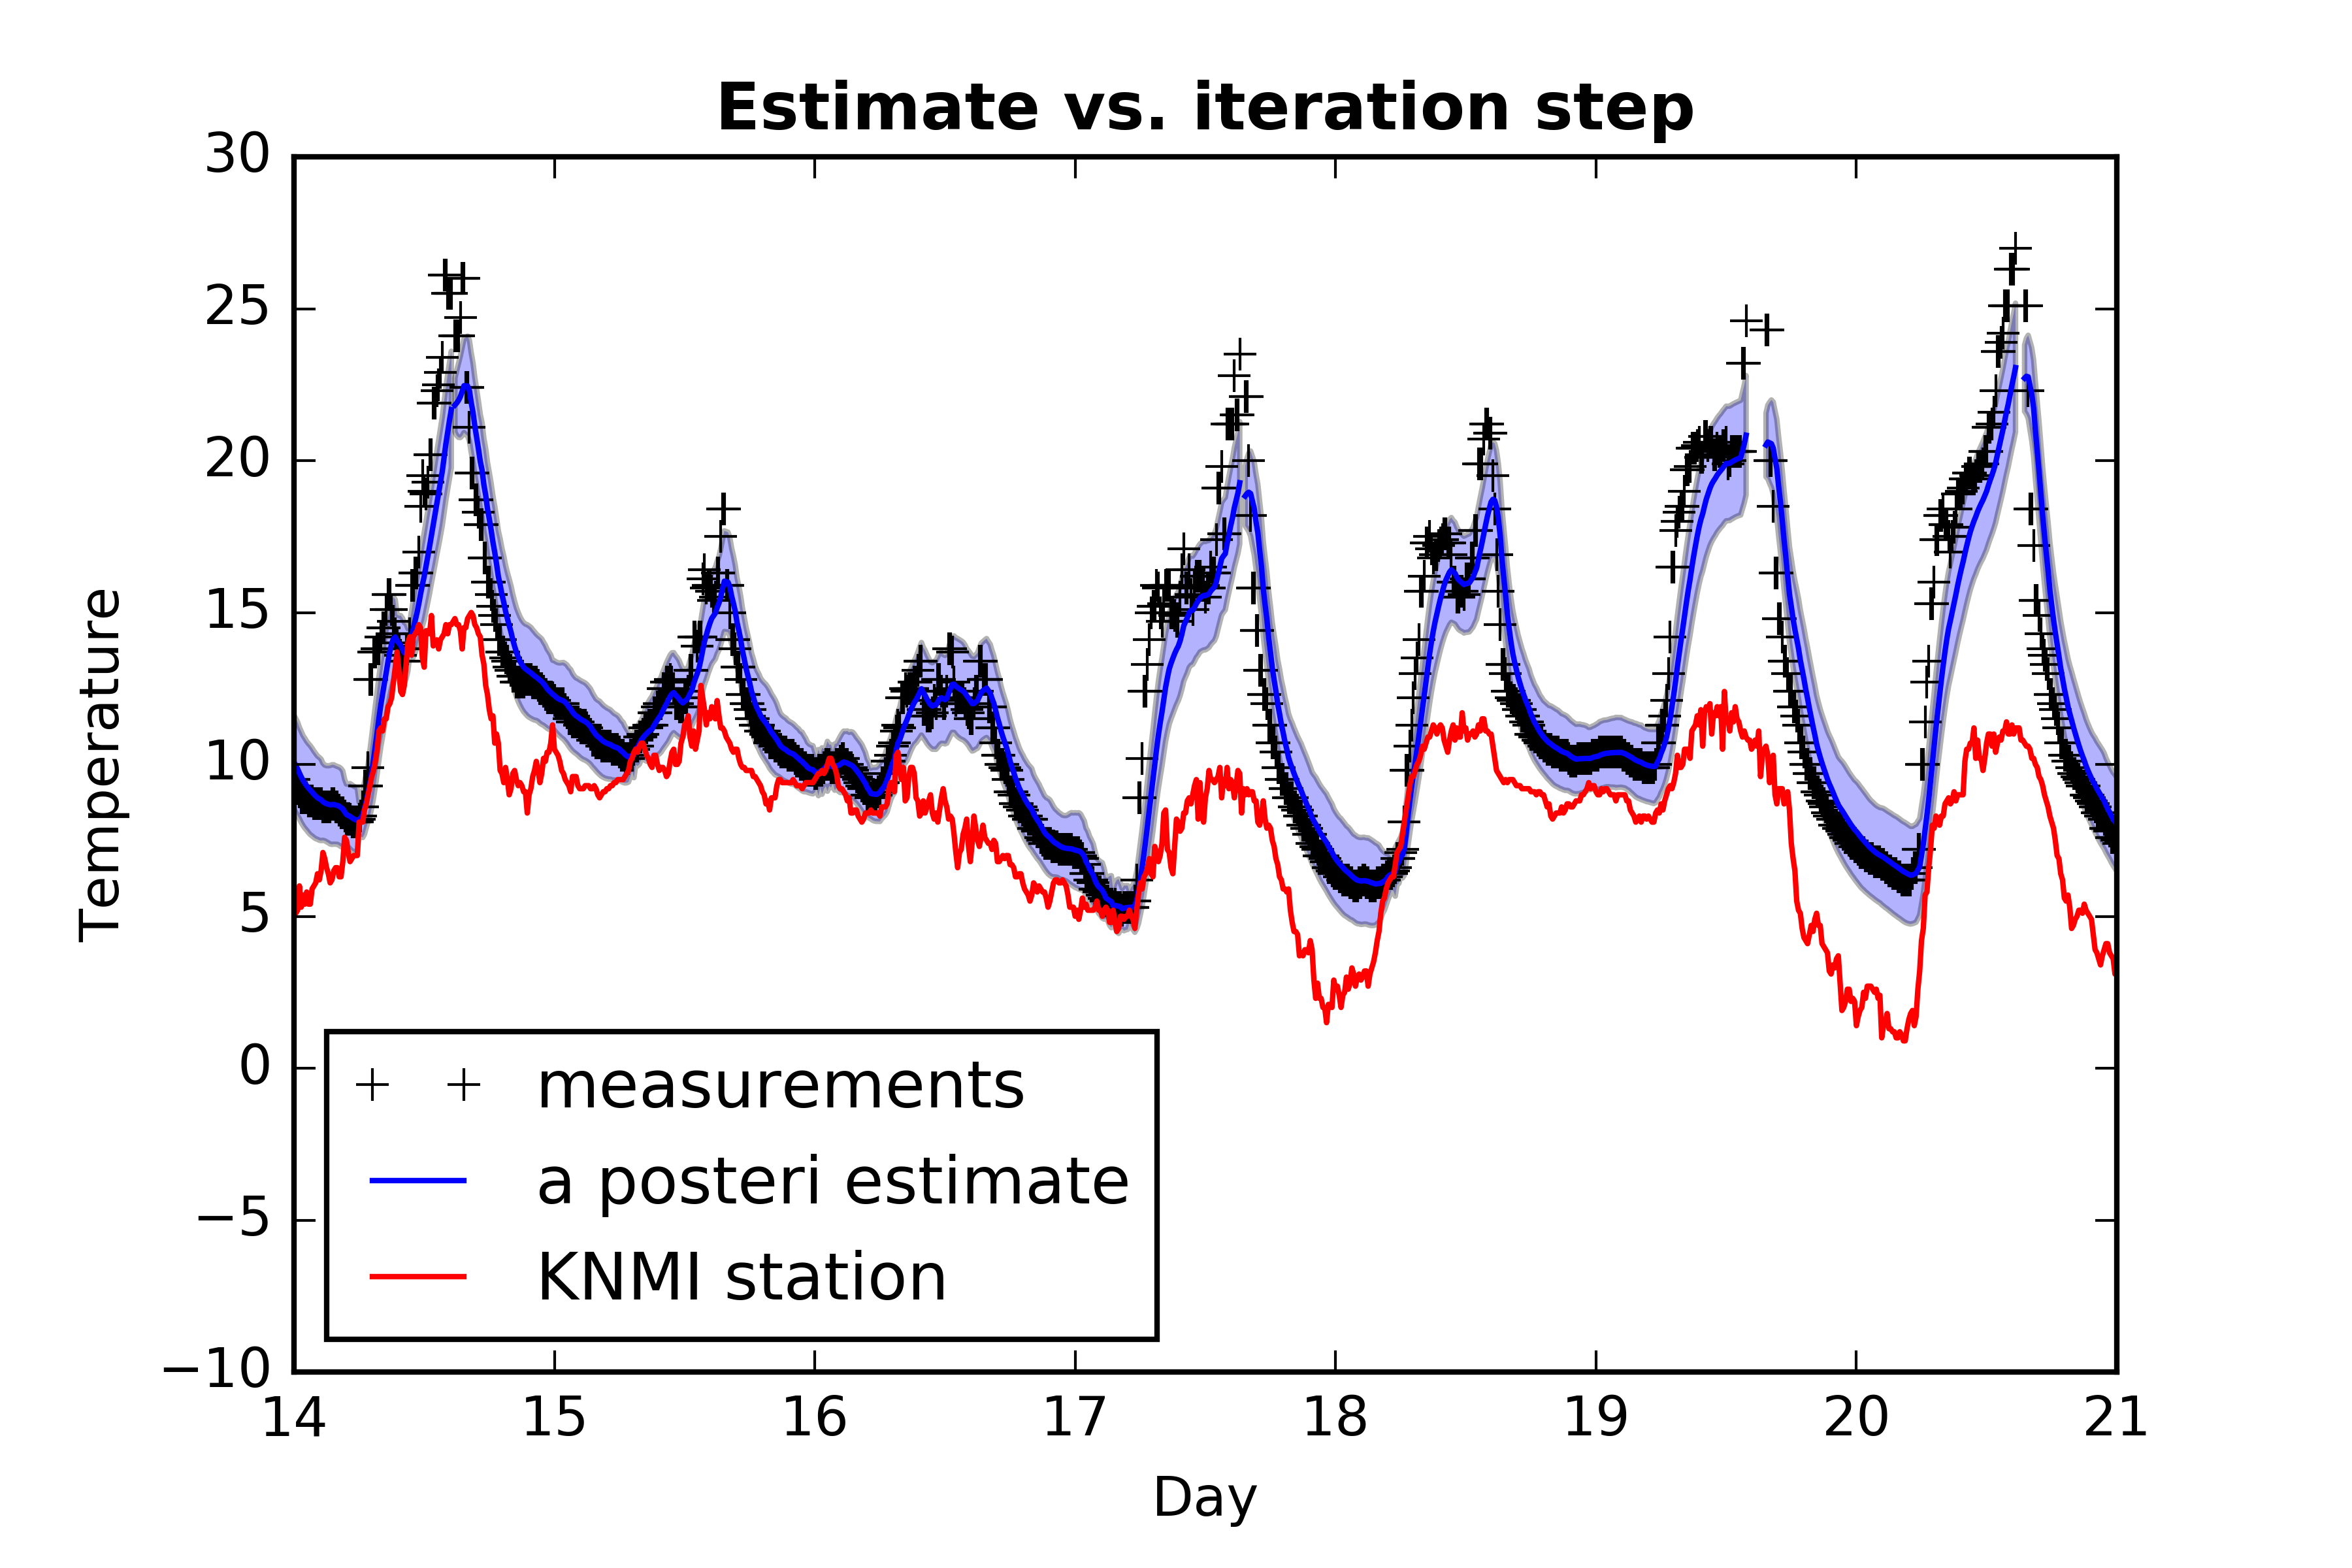 Estimate vs. iteration step
30
25
20
15
10
5
0
−5
−10
Temperature
measurements
a posteri estimate
KNMI station
14 15 16 17 18 19 20 21
Day